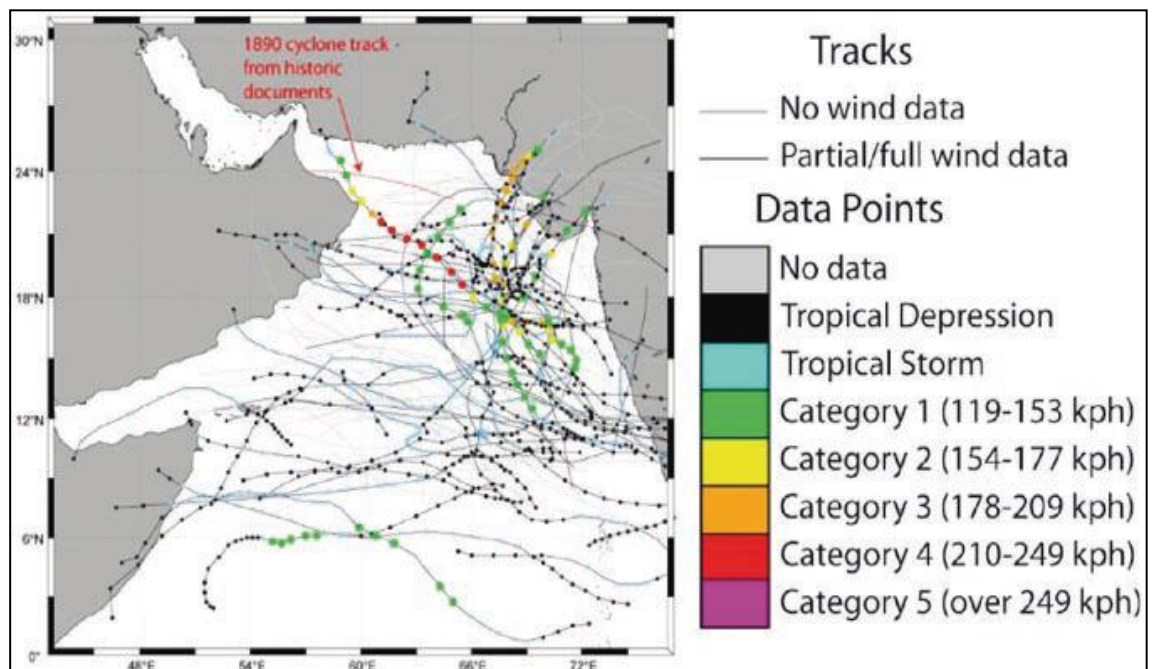 30°N
1890 cyclone track
from historic
documents
24°N
18°N
12°N
6°N
0°
48°E
54°E
60°E
66°E
72°E
Tracks
No wind data
Partial/full wind data
Data Points
No data
Tropical Depression
Tropical Storm
Category 1 (119-153 kph)
Category 2 (154-177 kph)
Category 3 (178-209 kph)
Category 4 (210-249 kph)
Category 5 (over 249 kph)